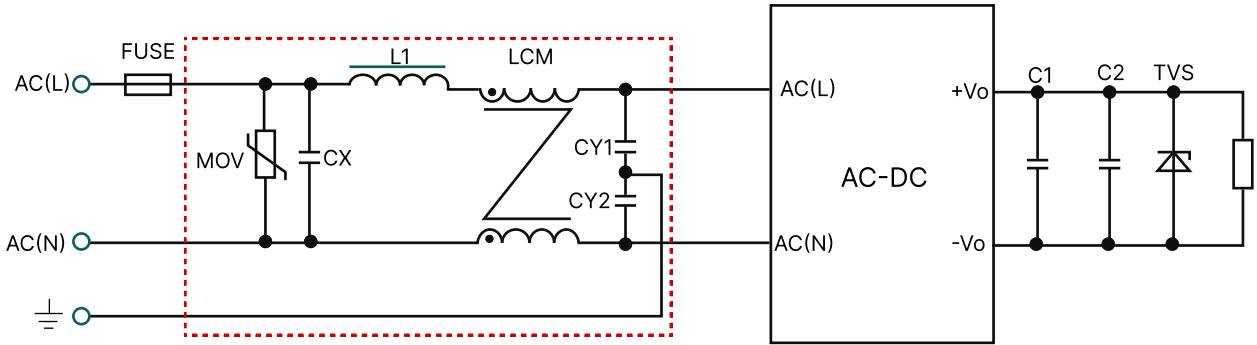 FUSE
L1
LCM
AC(L)
AC(L)
+Vo
C1
C2
TVS
MOV
CX
CY1
CY2
AC-DC
AC(N)
AC(N)
-Vo